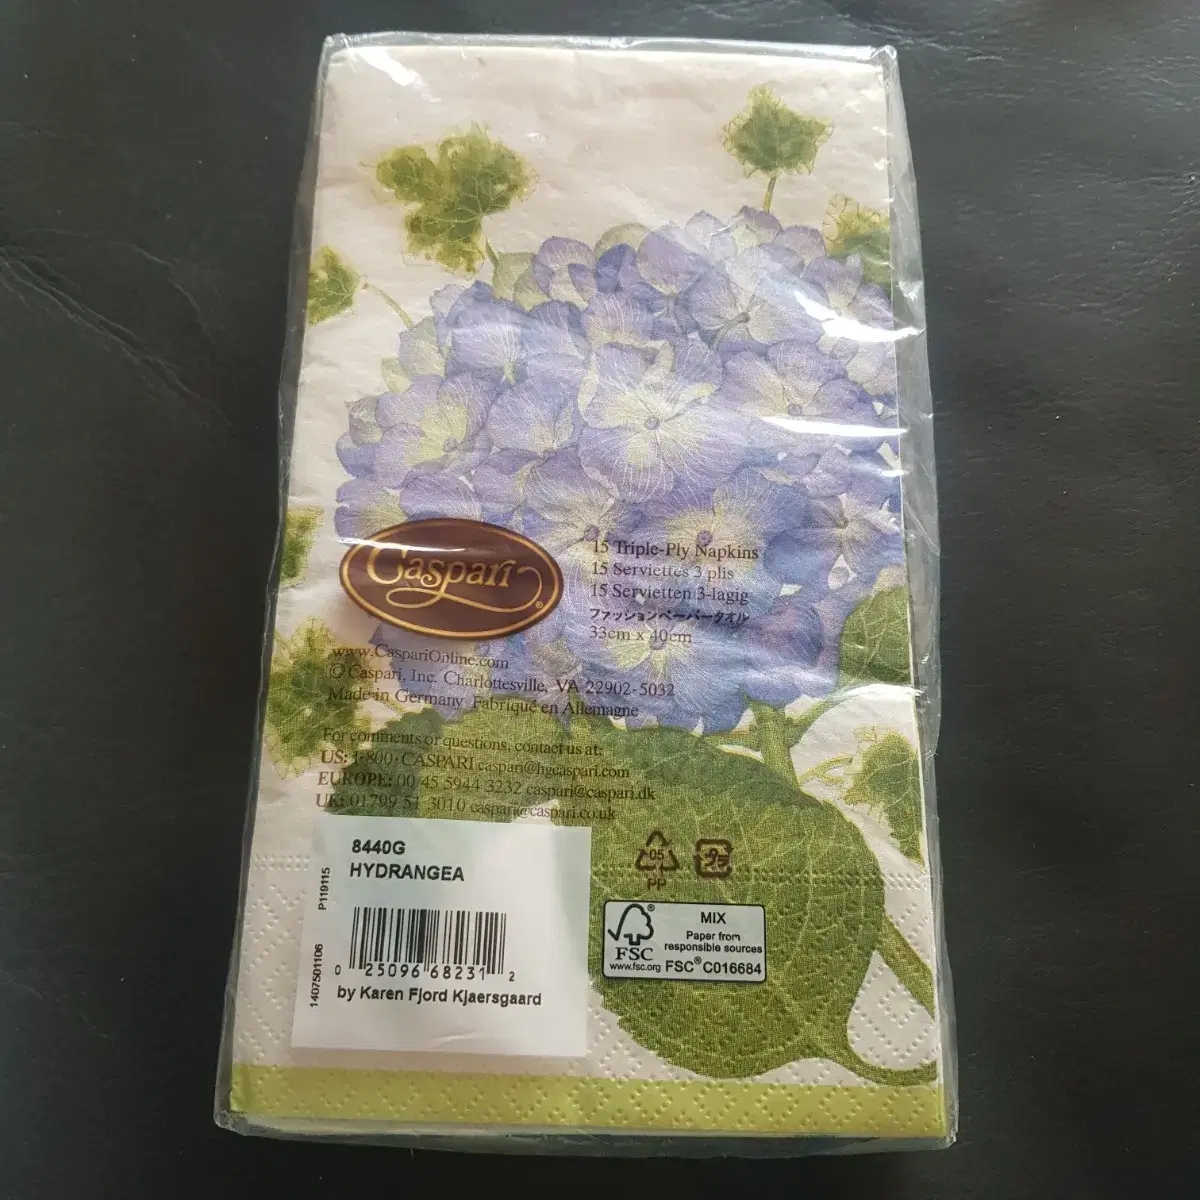 Caspari®
15 Triple-Ply Napkins
15 Serviettes 3 plis
15 Servietten 3-lagig
ファッションペーパータオル
33cm x 40cm
www.CaspariOnline.com
© Caspari, Inc. Charlottesville, VA 22902-5032
Made in Germany Fabriqué en Allemagne
For comments or questions, contact us at:
US: 1·800·CASPARI caspari@hgcaspari.com
EUROPE: 00 45 5944 3232 caspari@caspari.dk
UK: 01799 51 3010 caspari@caspari.co.uk
8440G
HYDRANGEA
P119115
1407501106
0 25096 68231 2
by Karen Fjord Kjaersgaard
05
PP
プラ
FSC®
www.fsc.org
MIX
Paper from
responsible sources
FSC® C016684